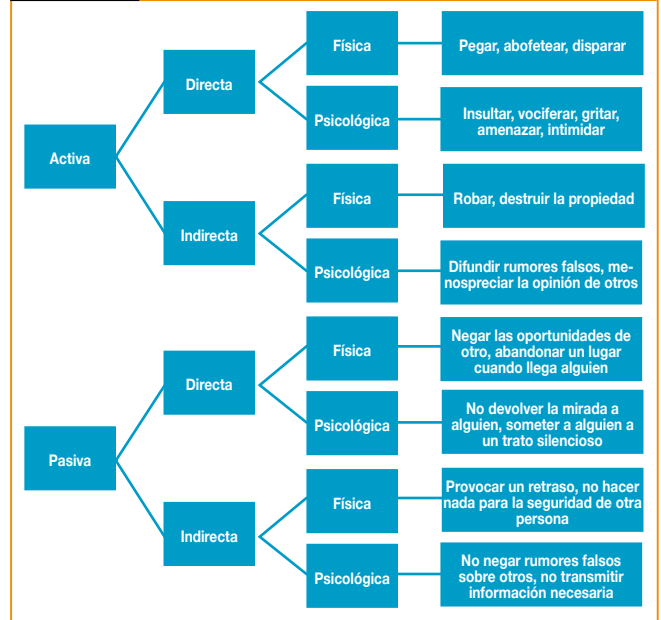 Física
Pegar, abofetear, disparar
Directa
Psicológica
Insultar, vociferar, gritar,
amenazar, intimidar
Activa
Física
Robar, destruir la propiedad
Indirecta
Psicológica
Difundir rumores falsos, me-
nospreciar la opinión de otros
Física
Negar las oportunidades de
otro, abandonar un lugar
cuando llega alguien
Directa
Psicológica
No devolver la mirada a
alguien, someter a alguien a
un trato silencioso
Pasiva
Física
Provocar un retraso, no hacer
nada para la seguridad de otra
persona
Indirecta
Psicológica
No negar rumores falsos
sobre otros, no transmitir
información necesaria